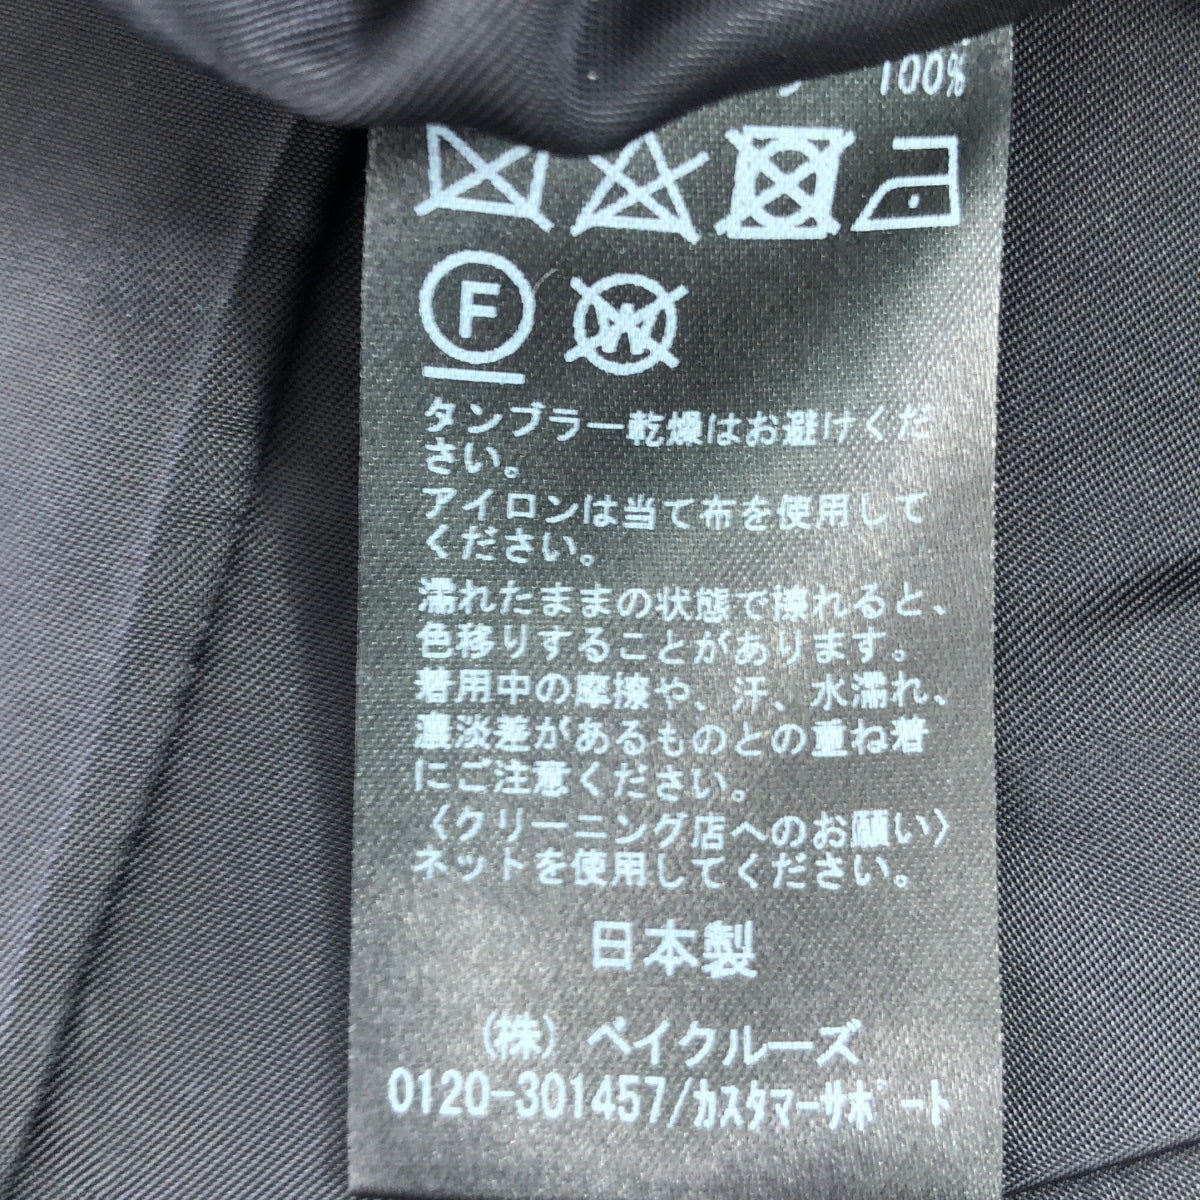 100%
F
W
タンブラー乾燥はお避けくだ
さい。
アイロンは当て布を使用して
ください。
濡れたままの状態で擦れると、
色移りすることがあります。
着用中の摩擦や、汗、水濡れ、
濃淡差があるものとの重ね着
にご注意ください。
〈クリーニング店へのお願い〉
ネットを使用してください。
日本製
(株) ベイクルーズ
0120-301457/カスタマーサポート